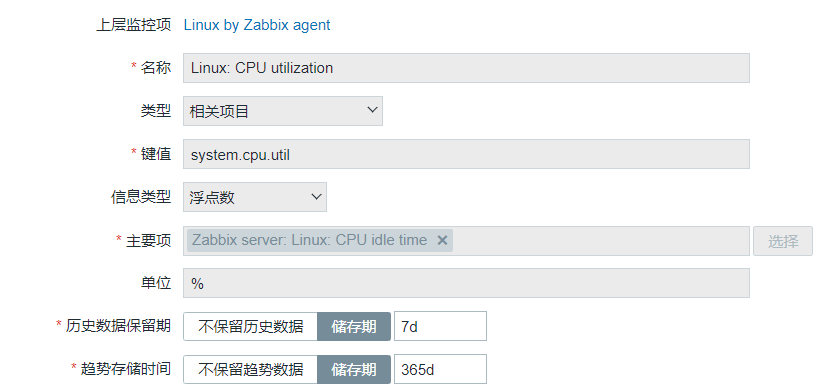 上层监控项 Linux by Zabbix agent
* 名称 Linux: CPU utilization
类型 相关项目
* 键值 system.cpu.util
信息类型 浮点数
* 主要项 Zabbix server: Linux: CPU idle time × 选择
单位 %
* 历史数据保留期 不保留历史数据 储存期 7d
* 趋势存储时间 不保留趋势数据 储存期 365d